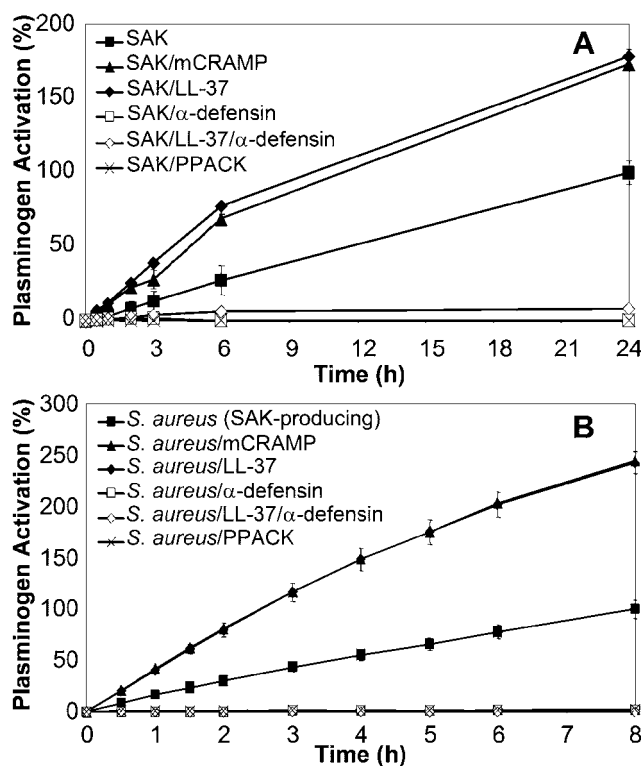 A
Plasminogen Activation (%)
200
150
100
50
0
SAK
SAK/mCRAMP
SAK/LL-37
SAK/α-defensin
SAK/LL-37/α-defensin
SAK/PPACK
0 3 6 9 12 15 18 21 24
Time (h)
B
Plasminogen Activation (%)
300
250
200
150
100
50
0
S. aureus (SAK-producing)
S. aureus/mCRAMP
S. aureus/LL-37
S. aureus/α-defensin
S. aureus/LL-37/α-defensin
S. aureus/PPACK
0 1 2 3 4 5 6 7 8
Time (h)